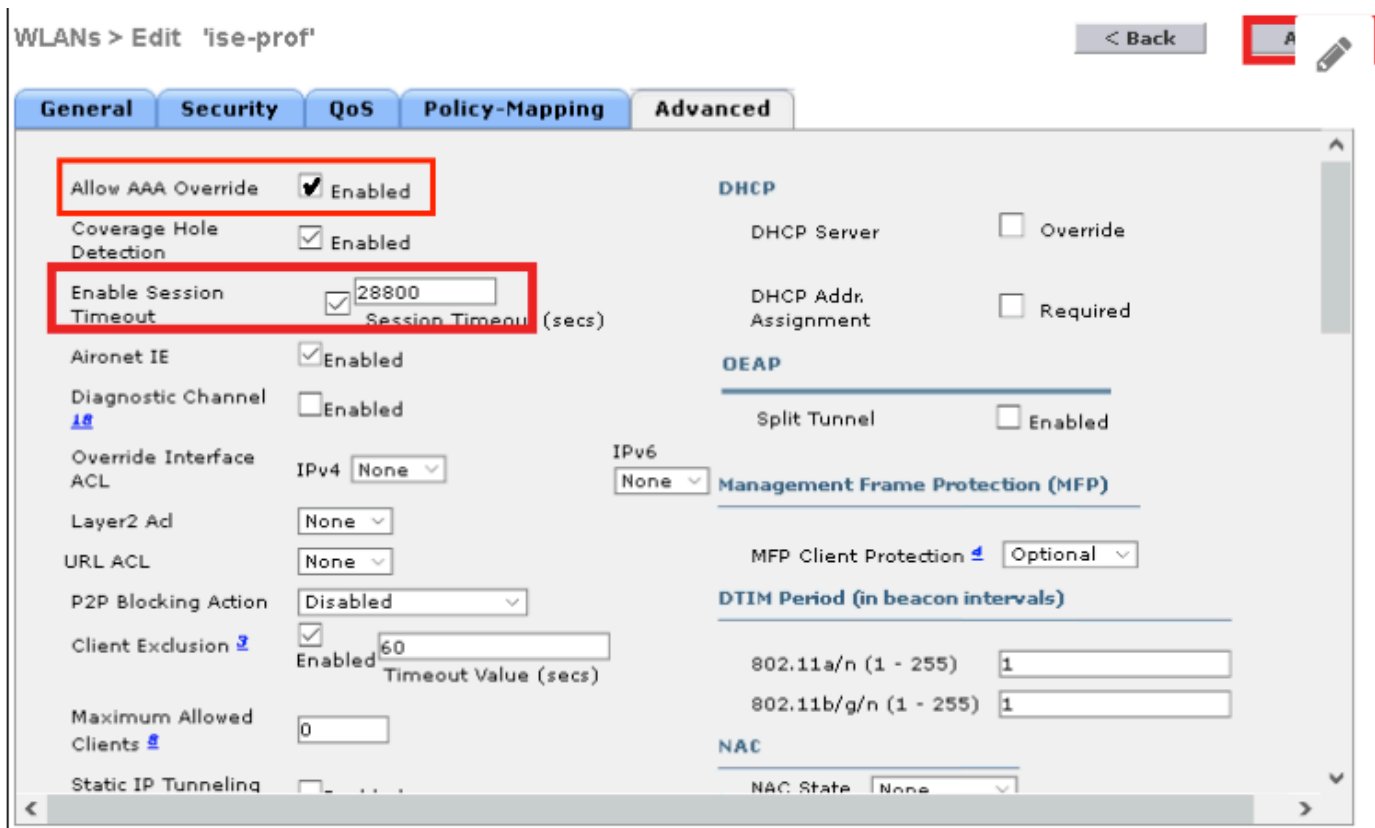 WLANs > Edit 'ise-prof'
< Back
General
Security
QoS
Policy-Mapping
Advanced
Allow AAA Override
Enabled
Coverage Hole
Detection
Enabled
Enable Session
Timeout
28800
Session Timeout (secs)
Aironet IE
Enabled
Diagnostic Channel
18
Enabled
Override Interface
ACL
IPv4
None
IPv6
None
Layer2 Acl
None
URL ACL
None
P2P Blocking Action
Disabled
Client Exclusion 3
Enabled
60
Timeout Value (secs)
Maximum Allowed
Clients 8
0
Static IP Tunneling
DHCP
DHCP Server
Override
DHCP Addr.
Assignment
Required
OEAP
Split Tunnel
Enabled
Management Frame Protection (MFP)
MFP Client Protection 4
Optional
DTIM Period (in beacon intervals)
802.11a/n (1 - 255)
1
802.11b/g/n (1 - 255)
1
NAC
NAC State
None